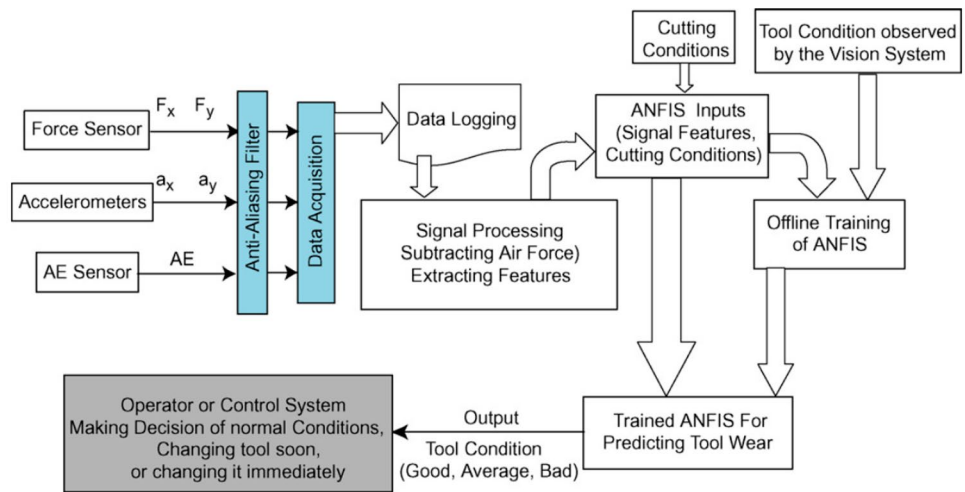 Cutting
Conditions
Tool Condition observed
by the Vision System
Force Sensor
Fx Fy
Accelerometers
ax ay
AE Sensor
AE
Anti-Aliasing Filter
Data Acquisition
Data Logging
Signal Processing
Subtracting Air Force)
Extracting Features
ANFIS Inputs
(Signal Features,
Cutting Conditions)
Offline Training
of ANFIS
Trained ANFIS For
Predicting Tool Wear
Output
Tool Condition
(Good, Average, Bad)
Operator or Control System
Making Decision of normal Conditions,
Changing tool soon,
or changing it immediately